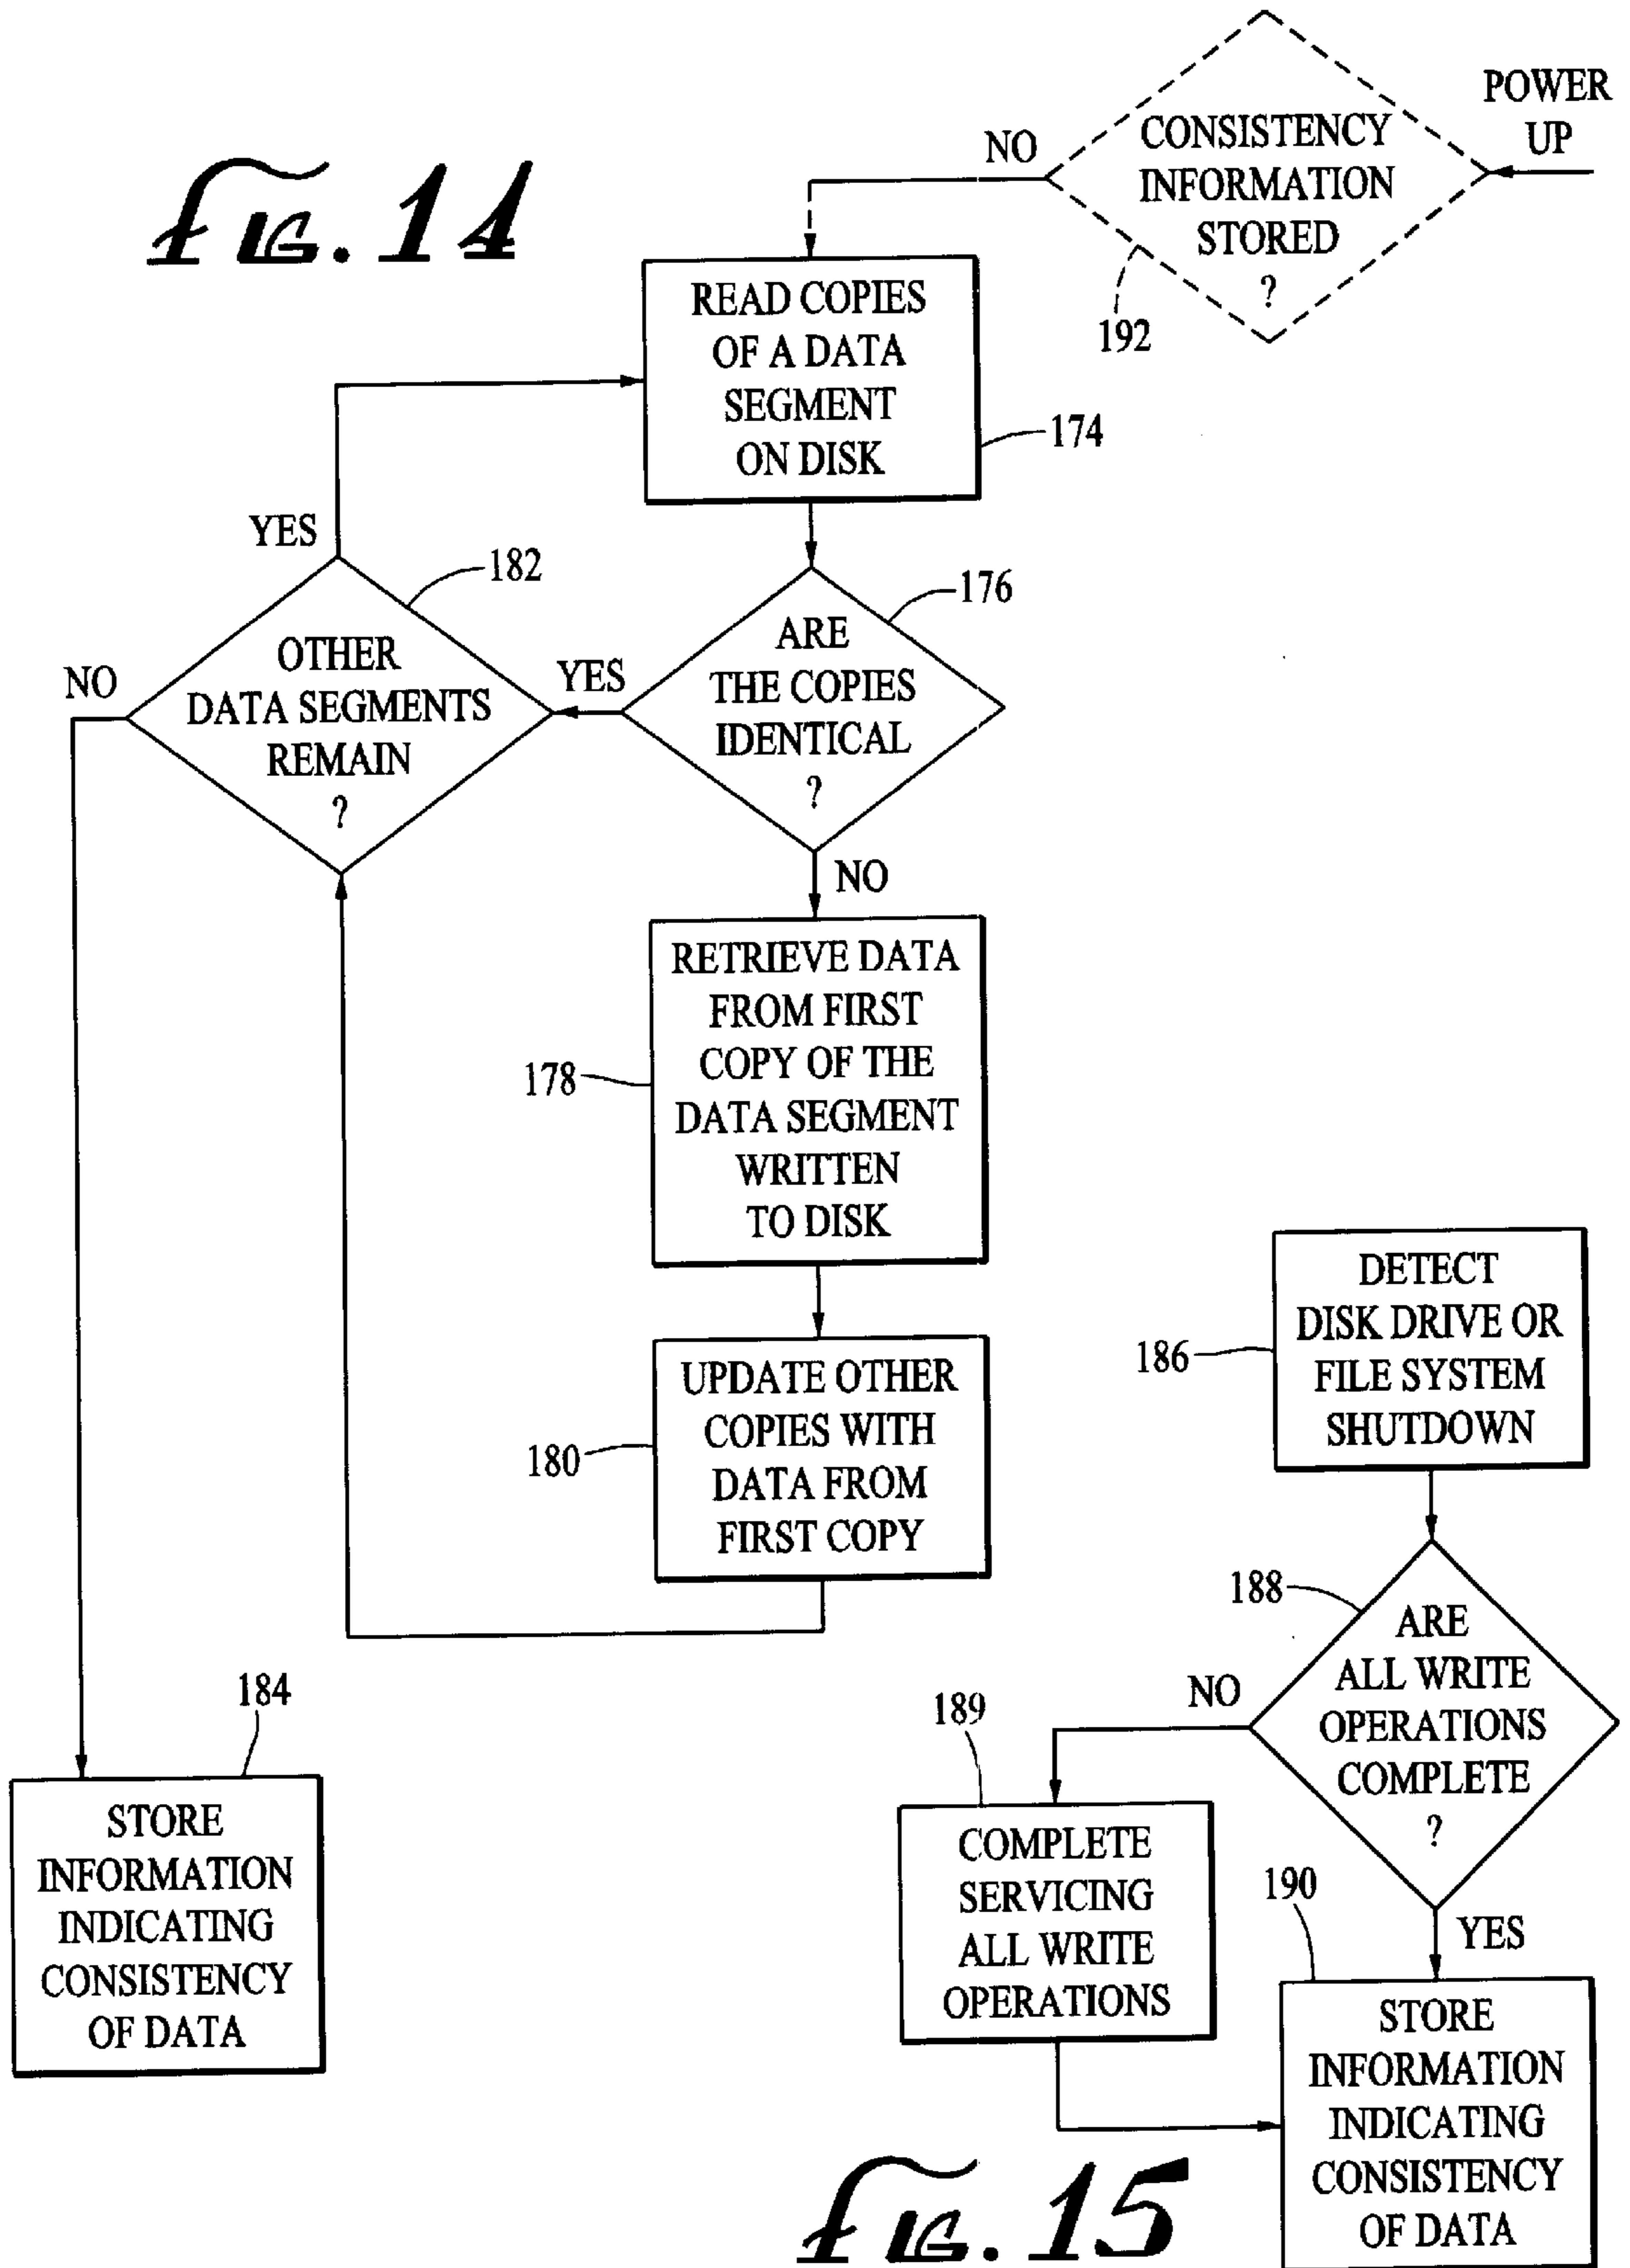 FIG. 14
POWER
UP
NO
CONSISTENCY
INFORMATION
STORED
?
192
READ COPIES
OF A DATA
SEGMENT
ON DISK
174
YES
182
OTHER
DATA SEGMENTS
REMAIN
?
NO
YES
176
ARE
THE COPIES
IDENTICAL
?
NO
178
RETRIEVE DATA
FROM FIRST
COPY OF THE
DATA SEGMENT
WRITTEN
TO DISK
180
UPDATE OTHER
COPIES WITH
DATA FROM
FIRST COPY
184
STORE
INFORMATION
INDICATING
CONSISTENCY
OF DATA
186
DETECT
DISK DRIVE OR
FILE SYSTEM
SHUTDOWN
188
ARE
ALL WRITE
OPERATIONS
COMPLETE
?
NO
189
COMPLETE
SERVICING
ALL WRITE
OPERATIONS
190
YES
STORE
INFORMATION
INDICATING
CONSISTENCY
OF DATA
FIG. 15